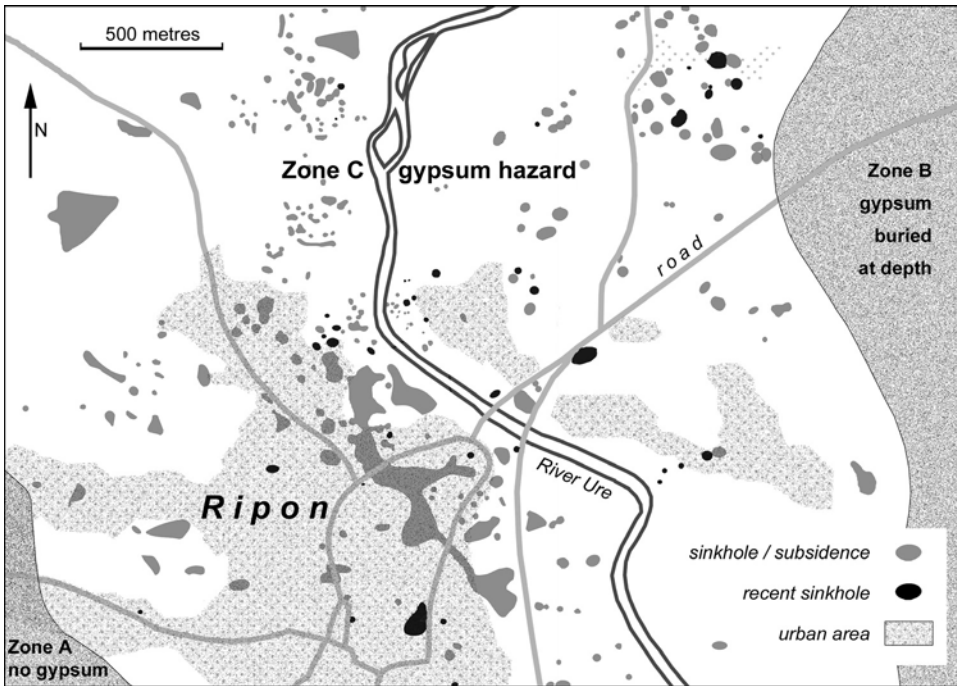 500 metres
N
Zone C gypsum hazard
Zone B
gypsum
buried
at depth
road
Ripon
River Ure
sinkhole / subsidence
recent sinkhole
urban area
Zone A
no gypsum